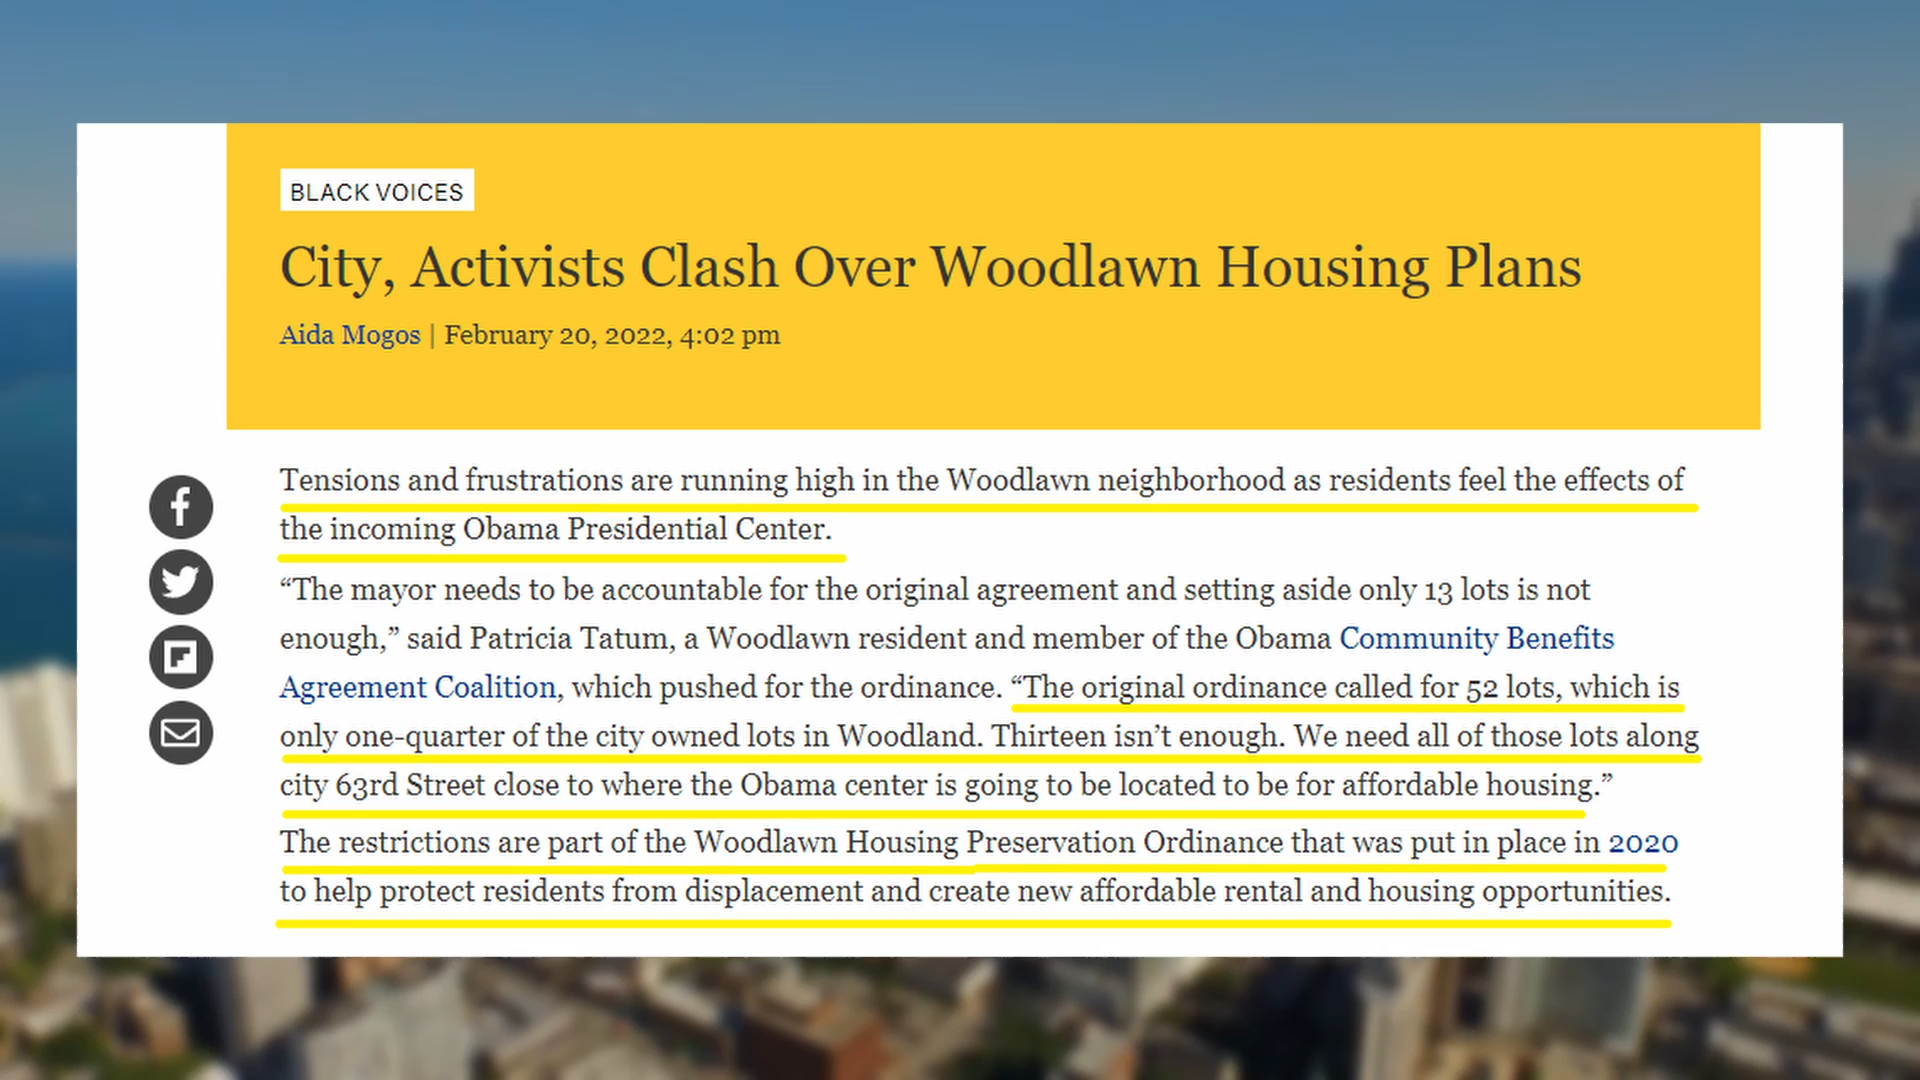 BLACK VOICES
City, Activists Clash Over Woodlawn Housing Plans
Aida Mogos | February 20, 2022, 4:02 pm
Tensions and frustrations are running high in the Woodlawn neighborhood as residents feel the effects of
the incoming Obama Presidential Center.
“The mayor needs to be accountable for the original agreement and setting aside only 13 lots is not
enough,” said Patricia Tatum, a Woodlawn resident and member of the Obama Community Benefits
Agreement Coalition, which pushed for the ordinance. “The original ordinance called for 52 lots, which is
only one-quarter of the city owned lots in Woodland. Thirteen isn’t enough. We need all of those lots along
city 63rd Street close to where the Obama center is going to be located to be for affordable housing.”
The restrictions are part of the Woodlawn Housing Preservation Ordinance that was put in place in 2020
to help protect residents from displacement and create new affordable rental and housing opportunities.